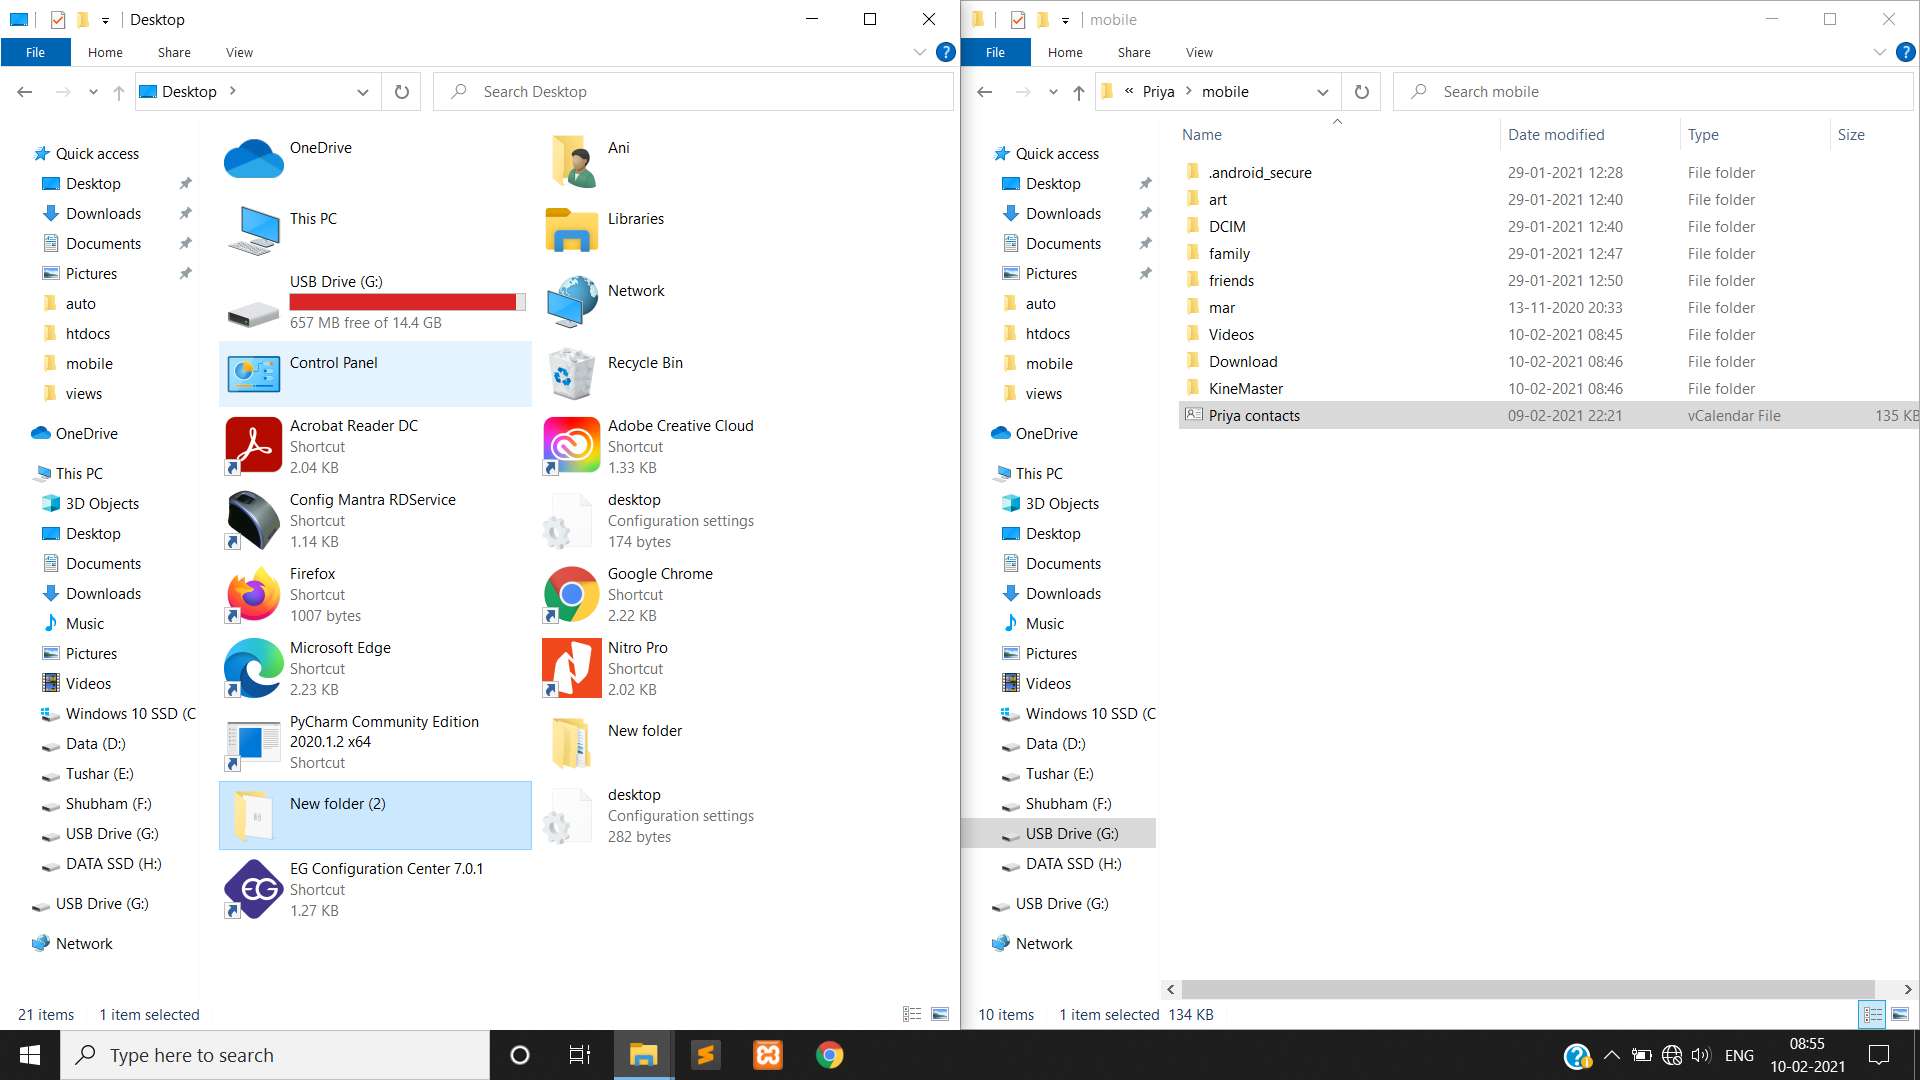 Desktop
File Home Share View
Desktop
Search Desktop
Quick access
Desktop
Downloads
Documents
Pictures
auto
htdocs
mobile
views
OneDrive
This PC
3D Objects
Desktop
Documents
Downloads
Music
Pictures
Videos
Windows 10 SSD (C
Data (D:)
Tushar (E:)
Shubham (F:)
USB Drive (G:)
DATA SSD (H:)
USB Drive (G:)
Network
OneDrive
Ani
This PC
Libraries
USB Drive (G:)
657 MB free of 14.4 GB
Network
Control Panel
Recycle Bin
Acrobat Reader DC
Shortcut
2.04 KB
Adobe Creative Cloud
Shortcut
1.33 KB
Config Mantra RDService
Shortcut
1.14 KB
desktop
Configuration settings
174 bytes
Firefox
Shortcut
1007 bytes
Google Chrome
Shortcut
2.22 KB
Microsoft Edge
Shortcut
2.23 KB
Nitro Pro
Shortcut
2.02 KB
PyCharm Community Edition
2020.1.2 x64
Shortcut
New folder
New folder (2)
desktop
Configuration settings
282 bytes
EG
EG Configuration Center 7.0.1
Shortcut
1.27 KB
21 items 1 item selected
mobile
File Home Share View
« Priya > mobile
Search mobile
Quick access
Desktop
Downloads
Documents
Pictures
auto
htdocs
mobile
views
OneDrive
This PC
3D Objects
Desktop
Documents
Downloads
Music
Pictures
Videos
Windows 10 SSD (C
Data (D:)
Tushar (E:)
Shubham (F:)
USB Drive (G:)
DATA SSD (H:)
USB Drive (G:)
Network
Name Date modified Type Size
.android_secure 29-01-2021 12:28 File folder
art 29-01-2021 12:40 File folder
DCIM 29-01-2021 12:40 File folder
family 29-01-2021 12:47 File folder
friends 29-01-2021 12:50 File folder
mar 13-11-2020 20:33 File folder
Videos 10-02-2021 08:45 File folder
Download 10-02-2021 08:46 File folder
KineMaster 10-02-2021 08:46 File folder
Priya contacts 09-02-2021 22:21 vCalendar File 135 KB
10 items 1 item selected 134 KB
Type here to search
ENG
08:55
10-02-2021